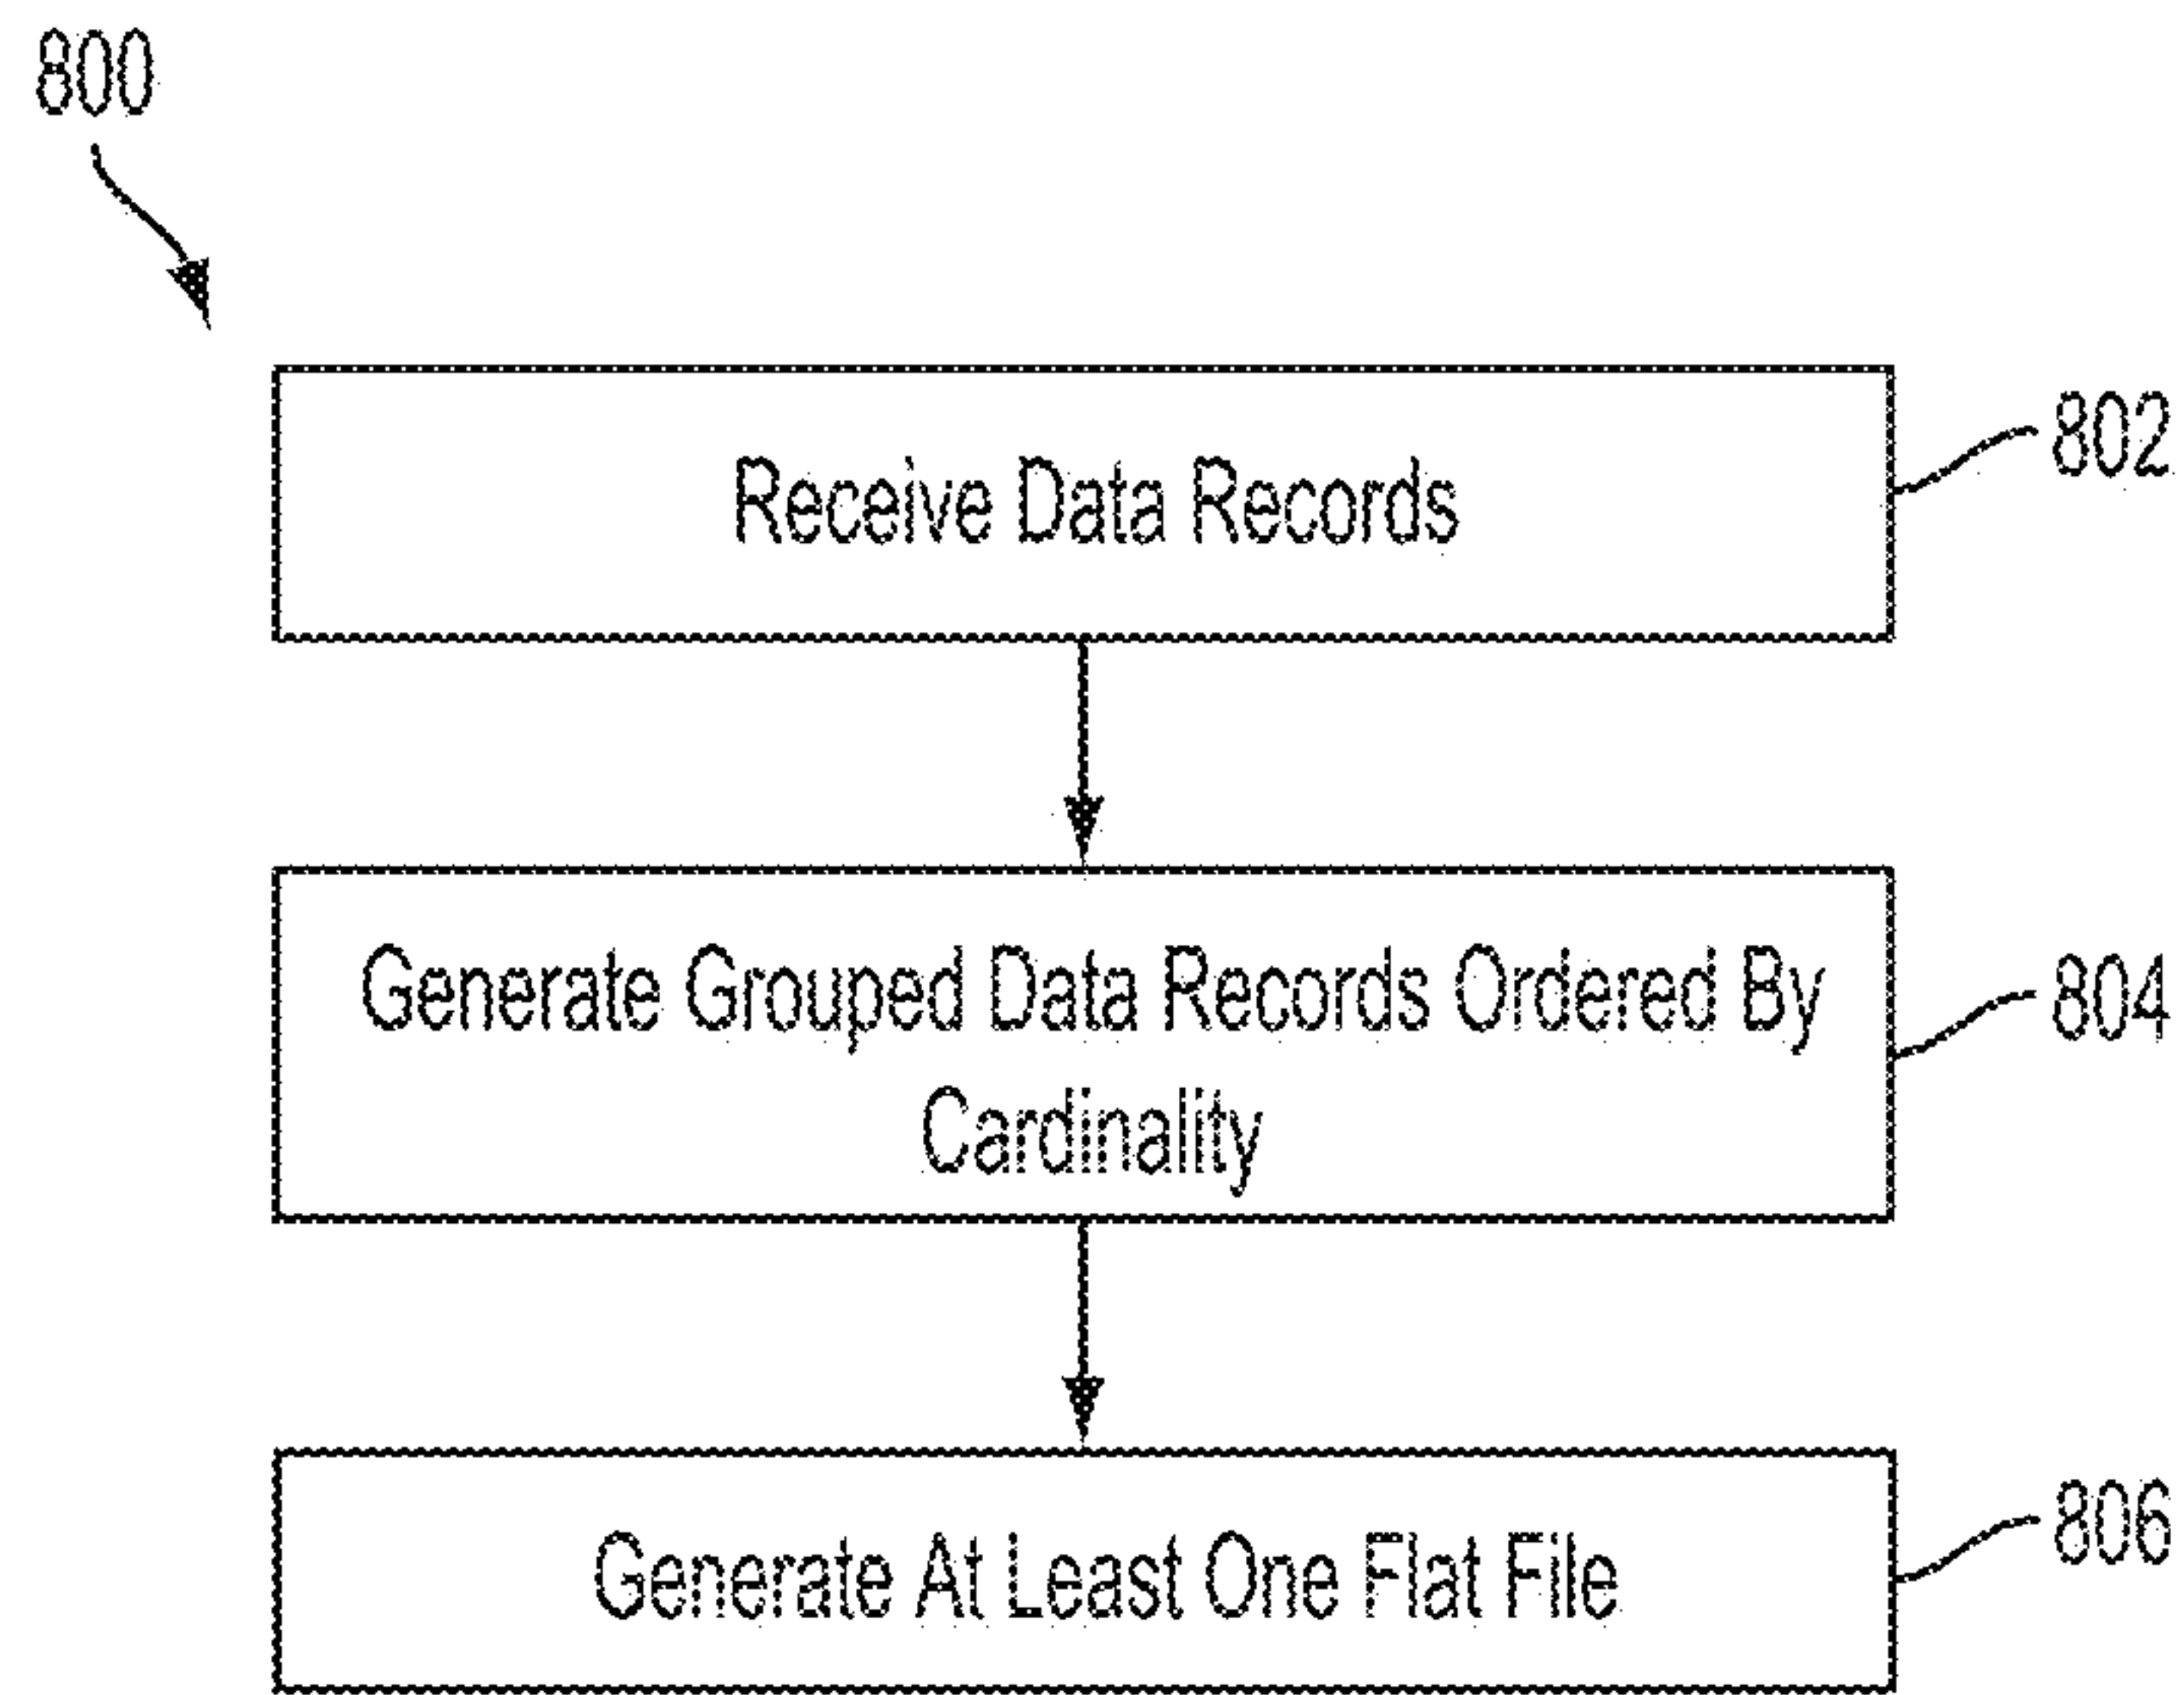 800
Receive Data Records
802
Generate Grouped Data Records Ordered By
Cardinality
804
Generate At Least One Flat File
806